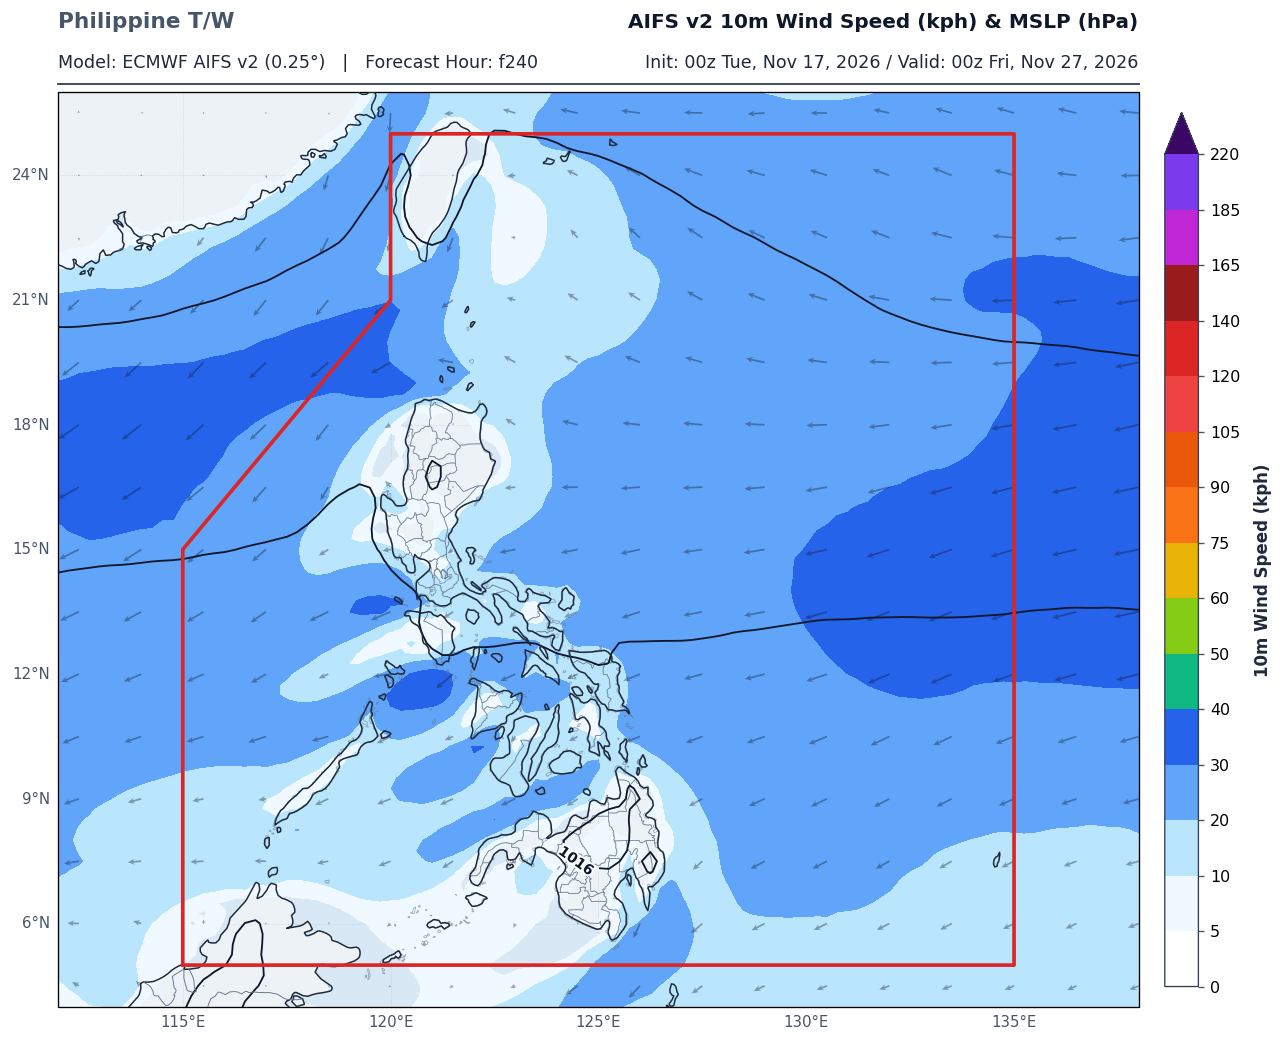 Philippine T/W
AIFS v2 10m Wind Speed (kph) & MSLP (hPa)
Model: ECMWF AIFS v2 (0.25°) | Forecast Hour: f240
Init: 00z Tue, Nov 17, 2026 / Valid: 00z Fri, Nov 27, 2026
24°N
21°N
18°N
15°N
12°N
9°N
6°N
1016
115°E
120°E
125°E
130°E
135°E
220
185
165
140
120
105
90
75
60
50
40
30
20
10
5
0
10m Wind Speed (kph)